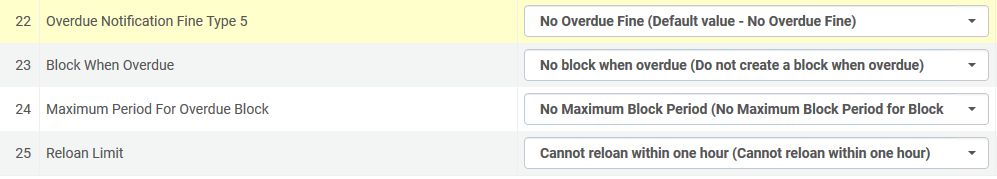 22 Overdue Notification Fine Type 5 No Overdue Fine (Default value - No Overdue Fine)
23 Block When Overdue No block when overdue (Do not create a block when overdue)
24 Maximum Period For Overdue Block No Maximum Block Period (No Maximum Block Period for Block
25 Reloan Limit Cannot reloan within one hour (Cannot reloan within one hour)